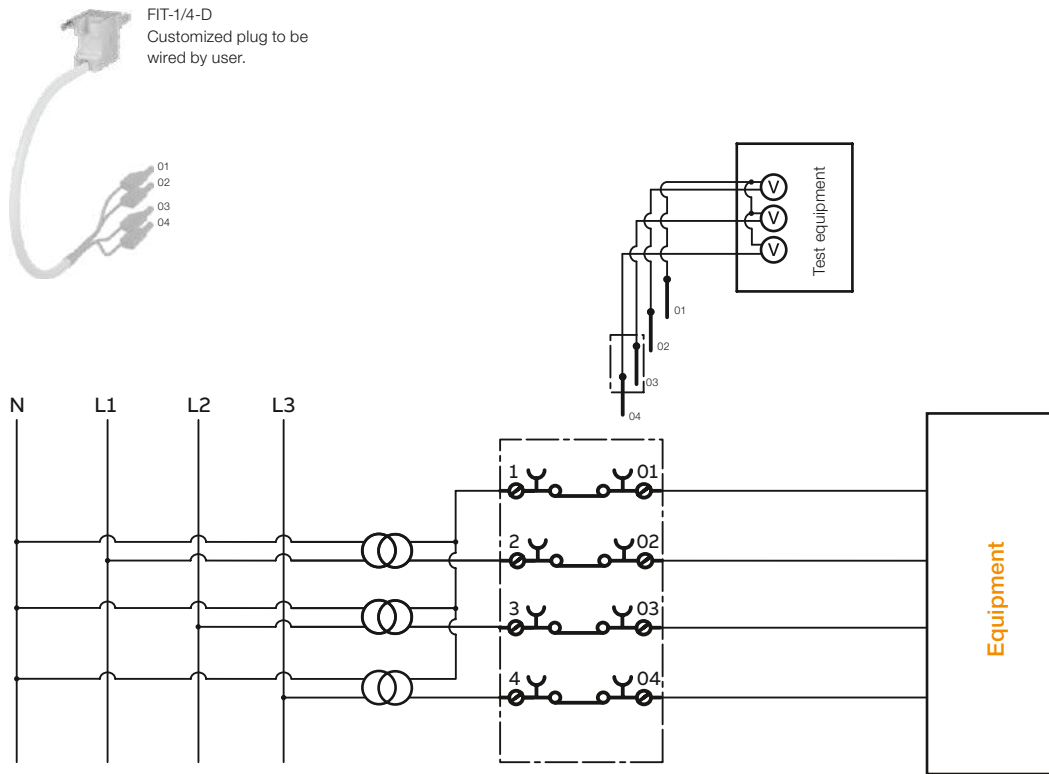 FIT-1/4-D
Customized plug to be
wired by user.
01
02
03
04
V
V
V
Test equipment
01
02
03
04
N L1 L2 L3
1 01
2 02
3 03
4 04
Equipment